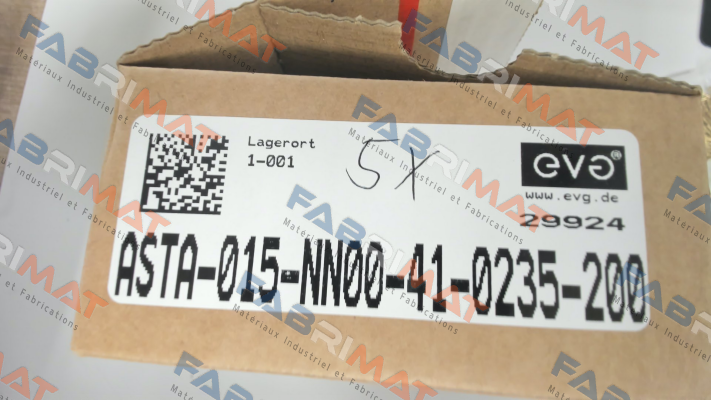 Lagerort
1-001
5x
evg®
www.evg.de
29924
ASTA-015-NN00-41-0235-200
FABRIMAT
Materiaux Industriel et Fabrications